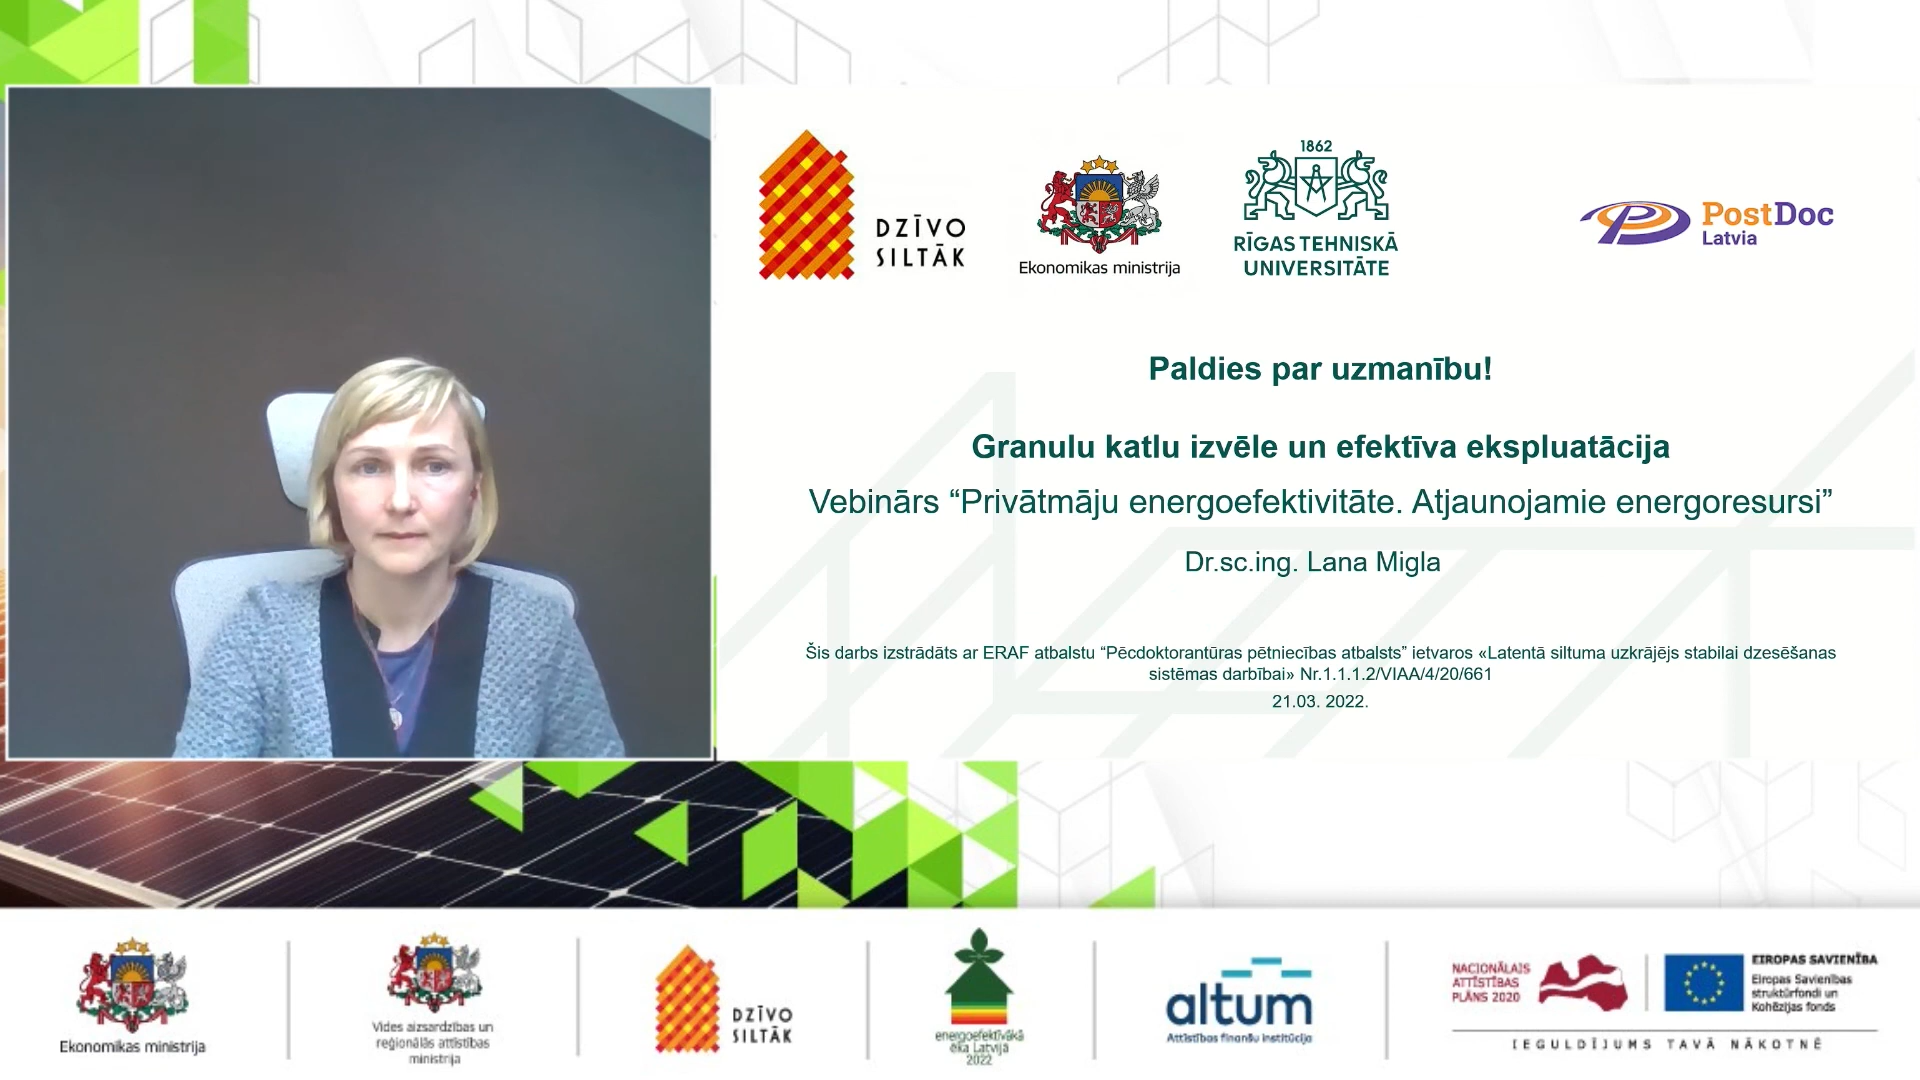 DZĪVO
SILTĀK
Ekonomikas ministrija
1862
RĪGAS TEHNISKĀ
UNIVERSITĀTE
PostDoc
Latvia
Paldies par uzmanību!
Granulu katlu izvēle un efektīva ekspluatācija
Vebinārs “Privātmāju energoefektivitāte. Atjaunojamie energoresursi”
Dr.sc.ing. Lana Migla
Šis darbs izstrādāts ar ERAF atbalstu “Pēcdoktorantūras pētniecības atbalsts” ietvaros «Latentā siltuma uzkrājējs stabilai dzesēšanas
sistēmas darbībai» Nr.1.1.1.2/VIAA/4/20/661
21.03. 2022.
Ekonomikas ministrija
Vides aizsardzības un
reģionālās attīstības
ministrija
DZĪVO
SILTĀK
energoefektīvākā
ēka Latvijā
2022
altum
Attīstības finanšu institūcija
NACIONĀLAIS
ATTĪSTĪBAS
PLĀNS 2020
EIROPAS SAVIENĪBA
Eiropas Savienības
struktūrfondi un
Kohēzijas fonds
IEGULDĪJUMS TAVĀ NĀKOTNĒ